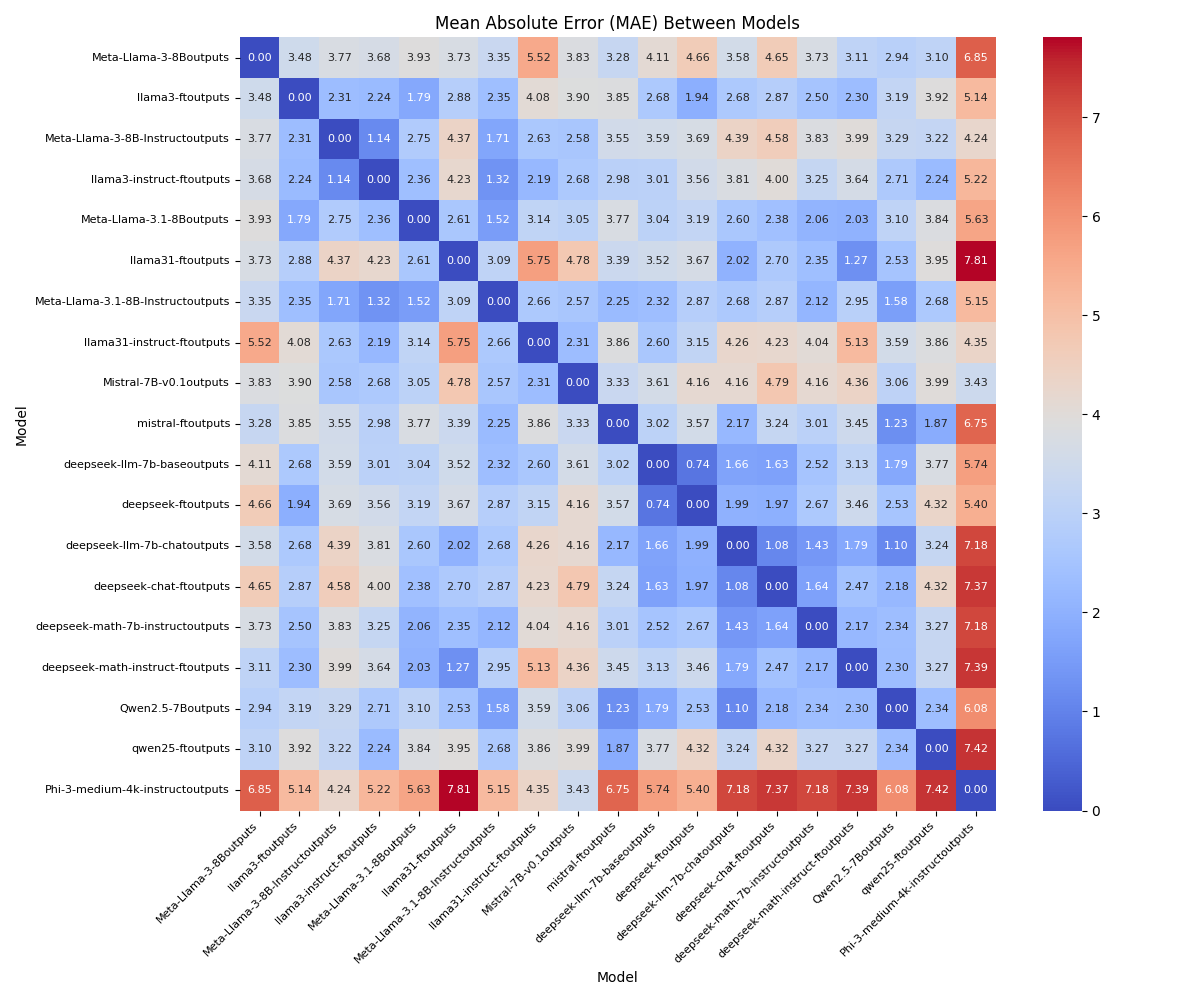 Mean Absolute Error (MAE) Between Models
Meta-Llama-3-8Boutputs 0.00 3.48 3.77 3.68 3.93 3.73 3.35 5.52 3.83 3.28 4.11 4.66 3.58 4.65 3.73 3.11 2.94 3.10 6.85
llama3-ftoutputs 3.48 0.00 2.31 2.24 1.79 2.88 2.35 4.08 3.90 3.85 2.68 1.94 2.68 2.87 2.50 2.30 3.19 3.92 5.14
Meta-Llama-3-8B-Instructoutputs 3.77 2.31 0.00 1.14 2.75 4.37 1.71 2.63 2.58 3.55 3.59 3.69 4.39 4.58 3.83 3.99 3.29 3.22 4.24
llama3-instruct-ftoutputs 3.68 2.24 1.14 0.00 2.36 4.23 1.32 2.19 2.68 2.98 3.01 3.56 3.81 4.00 3.25 3.64 2.71 2.24 5.22
Meta-Llama-3.1-8Boutputs 3.93 1.79 2.75 2.36 0.00 2.61 1.52 3.14 3.05 3.77 3.04 3.19 2.60 2.38 2.06 2.03 3.10 3.84 5.63
llama31-ftoutputs 3.73 2.88 4.37 4.23 2.61 0.00 3.09 5.75 4.78 3.39 3.52 3.67 2.02 2.70 2.35 1.27 2.53 3.95 7.81
Meta-Llama-3.1-8B-Instructoutputs 3.35 2.35 1.71 1.32 1.52 3.09 0.00 2.66 2.57 2.25 2.32 2.87 2.68 2.87 2.12 2.95 1.58 2.68 5.15
llama31-instruct-ftoutputs 5.52 4.08 2.63 2.19 3.14 5.75 2.66 0.00 2.31 3.86 2.60 3.15 4.26 4.23 4.04 5.13 3.59 3.86 4.35
Mistral-7B-v0.1outputs 3.83 3.90 2.58 2.68 3.05 4.78 2.57 2.31 0.00 3.33 3.61 4.16 4.16 4.79 4.16 4.36 3.06 3.99 3.43
mistral-ftoutputs 3.28 3.85 3.55 2.98 3.77 3.39 2.25 3.86 3.33 0.00 3.02 3.57 2.17 3.24 3.01 3.45 1.23 1.87 6.75
deepseek-llm-7b-baseoutputs 4.11 2.68 3.59 3.01 3.04 3.52 2.32 2.60 3.61 3.02 0.00 0.74 1.66 1.63 2.52 3.13 1.79 3.77 5.74
deepseek-ftoutputs 4.66 1.94 3.69 3.56 3.19 3.67 2.87 3.15 4.16 3.57 0.74 0.00 1.99 1.97 2.67 3.46 2.53 4.32 5.40
deepseek-llm-7b-chatoutputs 3.58 2.68 4.39 3.81 2.60 2.02 2.68 4.26 4.16 2.17 1.66 1.99 0.00 1.08 1.43 1.79 1.10 3.24 7.18
deepseek-chat-ftoutputs 4.65 2.87 4.58 4.00 2.38 2.70 2.87 4.23 4.79 3.24 1.63 1.97 1.08 0.00 1.64 2.47 2.18 4.32 7.37
deepseek-math-7b-instructoutputs 3.73 2.50 3.83 3.25 2.06 2.35 2.12 4.04 4.16 3.01 2.52 2.67 1.43 1.64 0.00 2.17 2.34 3.27 7.18
deepseek-math-instruct-ftoutputs 3.11 2.30 3.99 3.64 2.03 1.27 2.95 5.13 4.36 3.45 3.13 3.46 1.79 2.47 2.17 0.00 2.30 3.27 7.39
Qwen2.5-7Boutputs 2.94 3.19 3.29 2.71 3.10 2.53 1.58 3.59 3.06 1.23 1.79 2.53 1.10 2.18 2.34 2.30 0.00 2.34 6.08
qwen25-ftoutputs 3.10 3.92 3.22 2.24 3.84 3.95 2.68 3.86 3.99 1.87 3.77 4.32 3.24 4.32 3.27 3.27 2.34 0.00 7.42
Phi-3-medium-4k-instructoutputs 6.85 5.14 4.24 5.22 5.63 7.81 5.15 4.35 3.43 6.75 5.74 5.40 7.18 7.37 7.18 7.39 6.08 7.42 0.00
Model
Meta-Llama-3-8Boutputs
llama3-ftoutputs
Meta-Llama-3-8B-Instructoutputs
llama3-instruct-ftoutputs
Meta-Llama-3.1-8Boutputs
llama31-ftoutputs
Meta-Llama-3.1-8B-Instructoutputs
llama31-instruct-ftoutputs
Mistral-7B-v0.1outputs
mistral-ftoutputs
deepseek-llm-7b-baseoutputs
deepseek-ftoutputs
deepseek-llm-7b-chatoutputs
deepseek-chat-ftoutputs
deepseek-math-7b-instructoutputs
deepseek-math-instruct-ftoutputs
Qwen2.5-7Boutputs
qwen25-ftoutputs
Phi-3-medium-4k-instructoutputs
Model
7
6
5
4
3
2
1
0